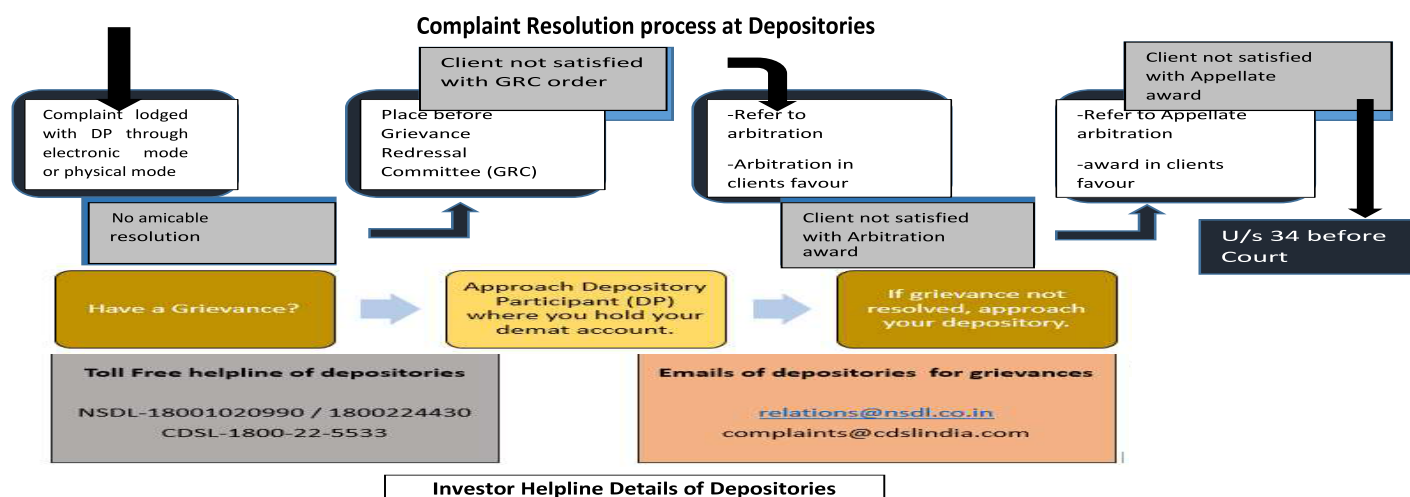 Complaint Resolution process at Depositories
Complaint lodged
with DP through
electronic mode
or physical mode
No amicable
resolution
Client not satisfied
with GRC order
Place before
Grievance
Redressal
Committee (GRC)
-Refer to
arbitration
-Arbitration in
clients favour
Client not satisfied
with Arbitration
award
Client not satisfied
with Appellate
award
-Refer to Appellate
arbitration
-award in clients
favour
U/s 34 before
Court
Have a Grievance?
Approach Depository
Participant (DP)
where you hold your
demat account.
If grievance not
resolved, approach
your depository.
Toll Free helpline of depositories
NSDL-18001020990 / 1800224430
CDSL-1800-22-5533
Emails of depositories for grievances
relations@nsdl.co.in
complaints@cdslindia.com
Investor Helpline Details of Depositories